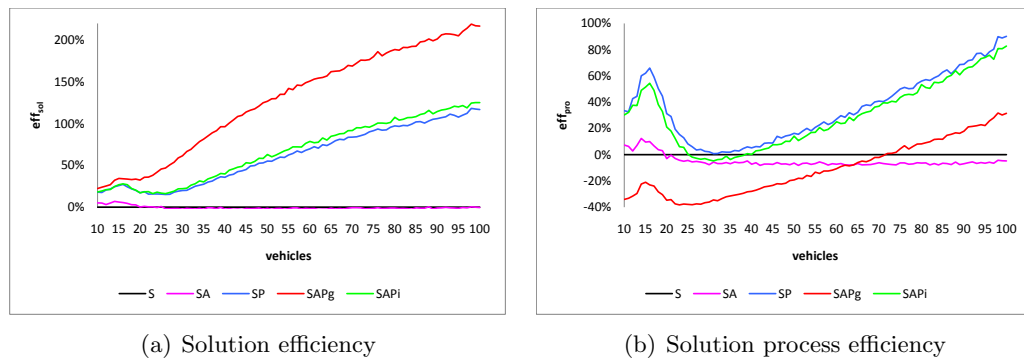 200%
150%
100%
50%
0%
eff_sol
10 15 20 25 30 35 40 45 50 55 60 65 70 75 80 85 90 95 100
vehicles
S SA SP SAPg SAPi
(a) Solution efficiency
100%
80%
60%
40%
20%
0%
-20%
-40%
eff_pro
10 15 20 25 30 35 40 45 50 55 60 65 70 75 80 85 90 95 100
vehicles
S SA SP SAPg SAPi
(b) Solution process efficiency